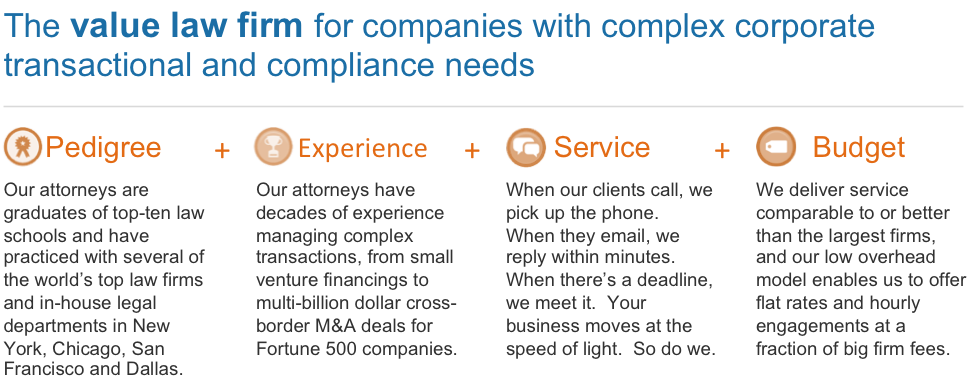 The value law firm for companies with complex corporate
transactional and compliance needs
Pedigree + Experience + Service + Budget
Our attorneys are
graduates of top-ten law
schools and have
practiced with several of
the world's top law firms
and in-house legal
departments in New
York, Chicago, San
Francisco and Dallas.
Our attorneys have
decades of experience
managing complex
transactions, from small
venture financings to
multi-billion dollar cross-
border M&A deals for
Fortune 500 companies.
When our clients call, we
pick up the phone.
When they email, we
reply within minutes.
When there's a deadline,
we meet it.  Your
business moves at the
speed of light.  So do we.
We deliver service
comparable to or better
than the largest firms,
and our low overhead
model enables us to offer
flat rates and hourly
engagements at a
fraction of big firm fees.